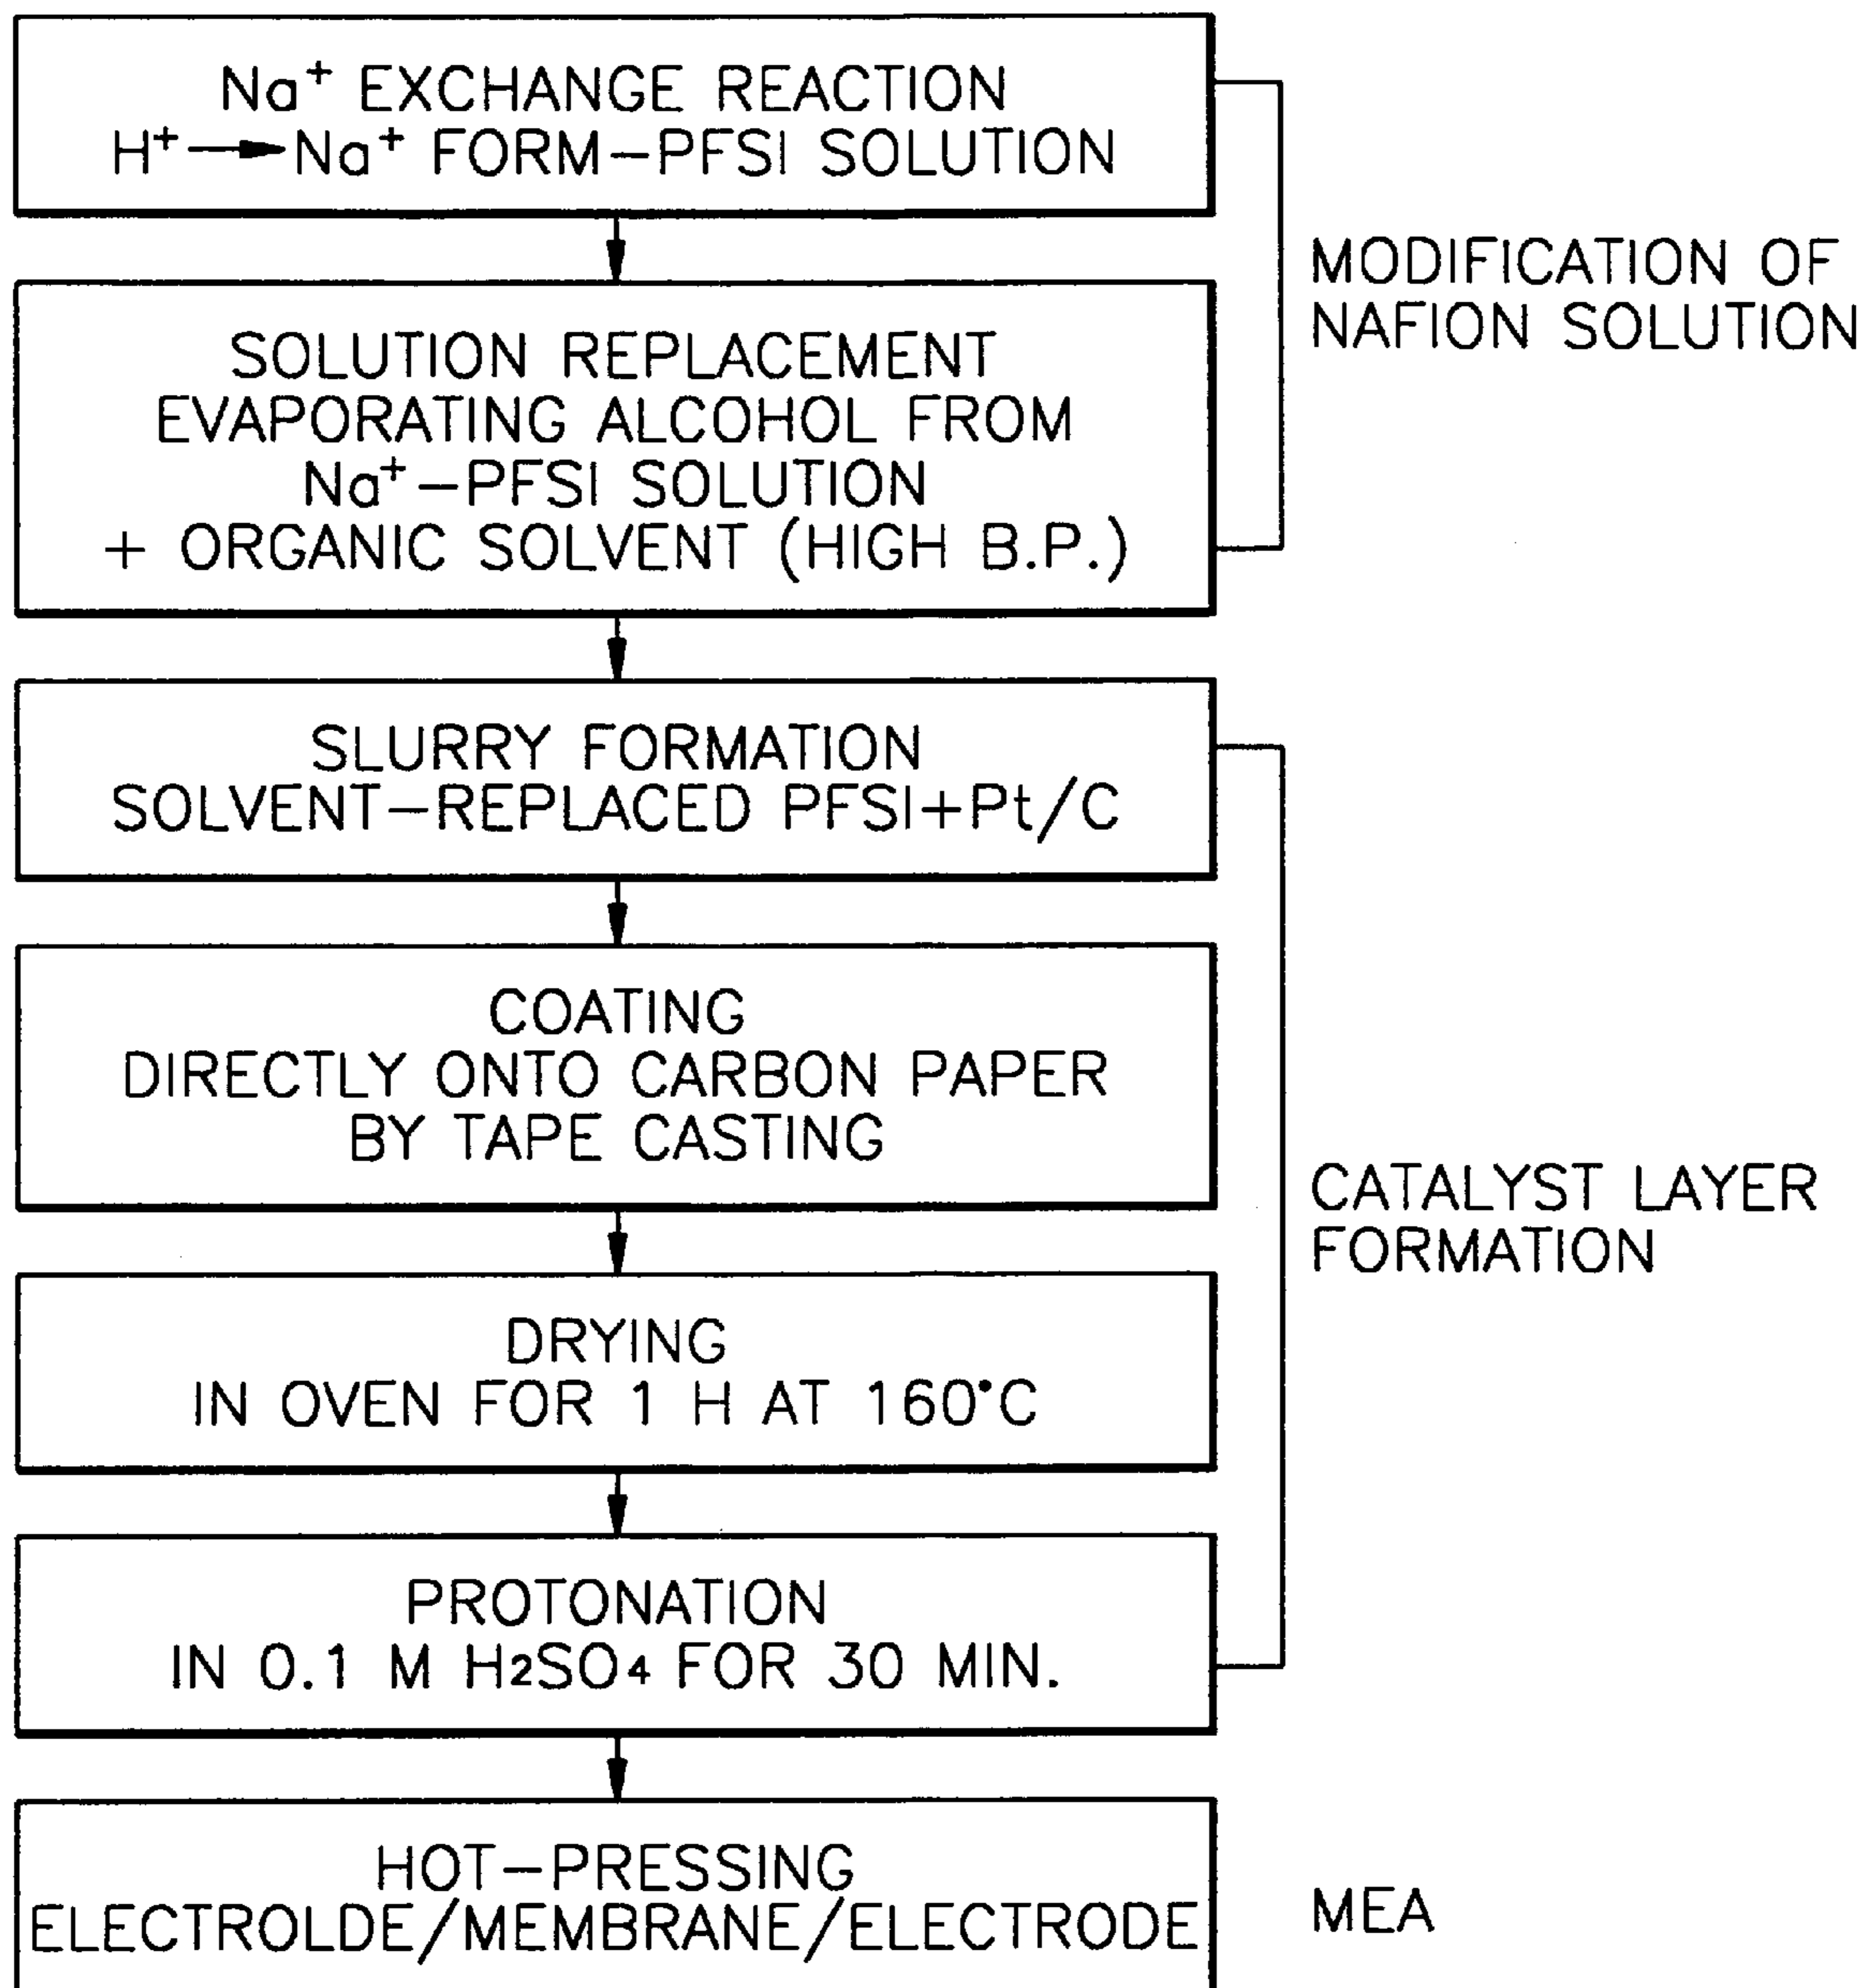 Na⁺ EXCHANGE REACTION
H⁺→Na⁺ FORM-PFSI SOLUTION
MODIFICATION OF
NAFION SOLUTION
SOLUTION REPLACEMENT
EVAPORATING ALCOHOL FROM
Na⁺-PFSI SOLUTION
+ ORGANIC SOLVENT (HIGH B.P.)
SLURRY FORMATION
SOLVENT-REPLACED PFSI+Pt/C
COATING
DIRECTLY ONTO CARBON PAPER
BY TAPE CASTING
CATALYST LAYER
FORMATION
DRYING
IN OVEN FOR 1 H AT 160°C
PROTONATION
IN 0.1 M H₂SO₄ FOR 30 MIN.
HOT-PRESSING
ELECTROLDE/MEMBRANE/ELECTRODE
MEA